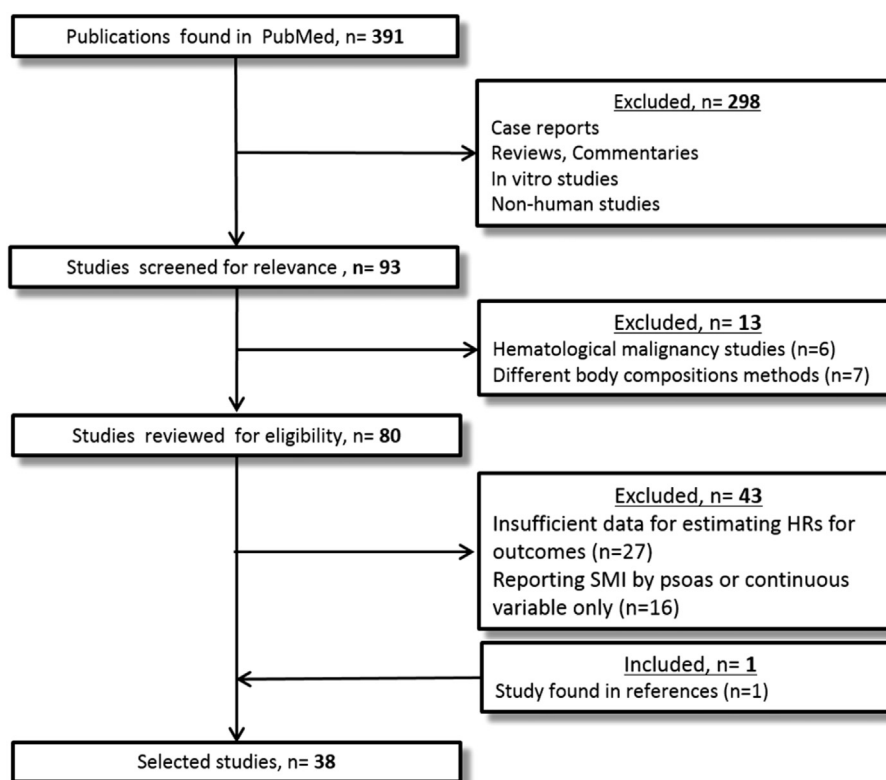 Publications found in PubMed, n= 391
Excluded, n= 298
Case reports
Reviews, Commentaries
In vitro studies
Non-human studies
Studies screened for relevance , n= 93
Excluded, n= 13
Hematological malignancy studies (n=6)
Different body compositions methods (n=7)
Studies reviewed for eligibility, n= 80
Excluded, n= 43
Insufficient data for estimating HRs for
outcomes (n=27)
Reporting SMI by psoas or continuous
variable only (n=16)
Included, n= 1
Study found in references (n=1)
Selected studies, n= 38